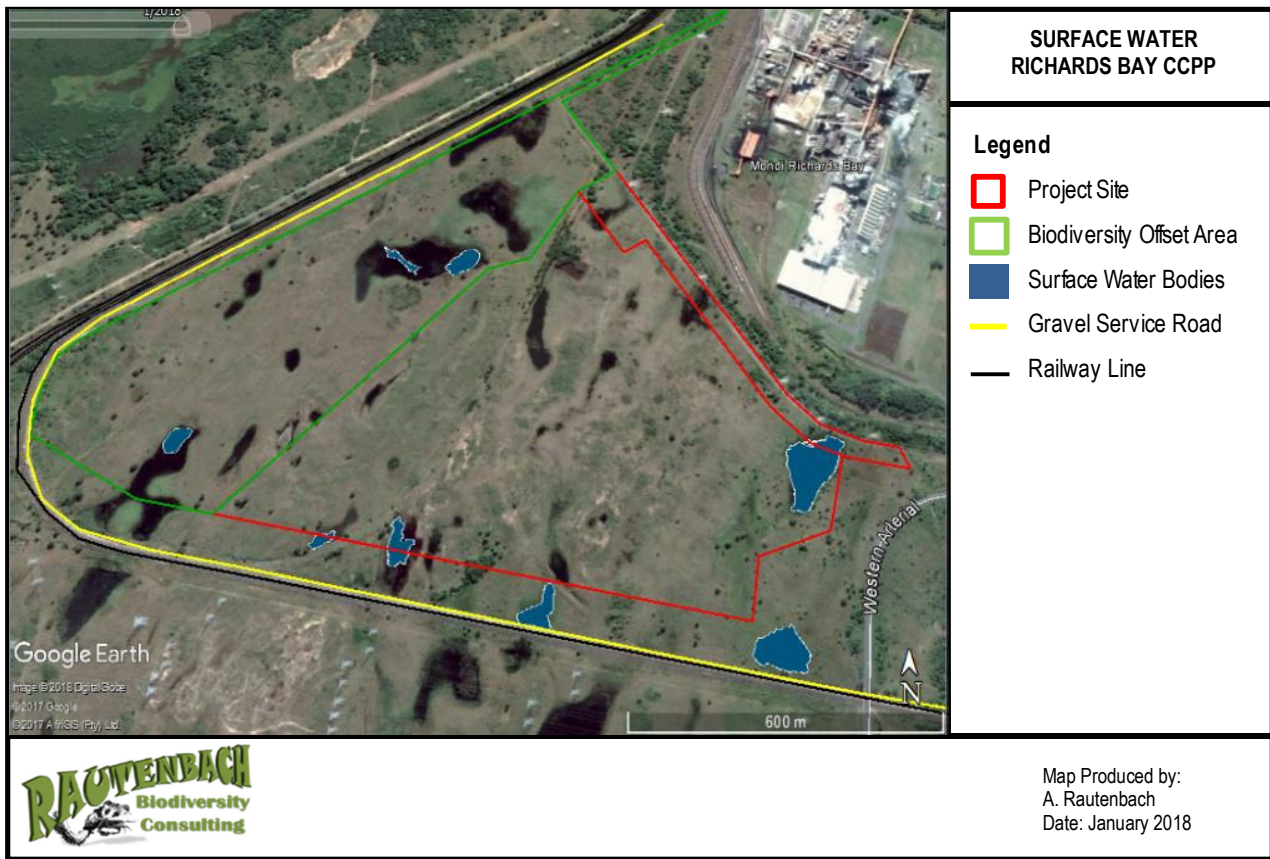 1/2018
Mondi Richards Bay
Western Arterial
Google Earth
Image © 2018 DigitalGlobe
© 2017 Google
© 2017 AfriGIS (Pty) Ltd.
600 m
N
SURFACE WATER
RICHARDS BAY CCPP
Legend
Project Site
Biodiversity Offset Area
Surface Water Bodies
Gravel Service Road
Railway Line
RAUTENBACH
Biodiversity
Consulting
Map Produced by:
A. Rautenbach
Date: January 2018